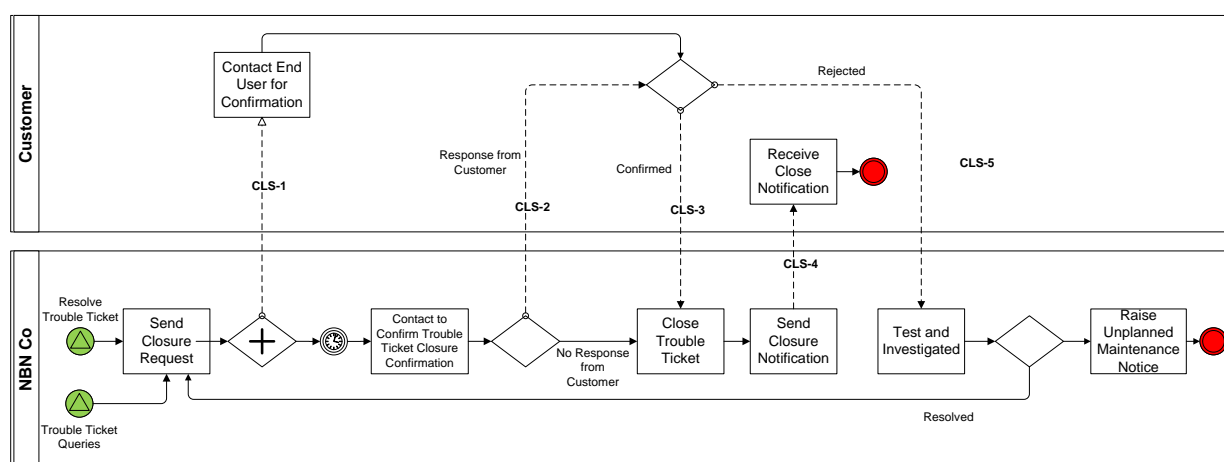 Customer
Contact End
User for
Confirmation
Rejected
Response from
Customer
Confirmed
Receive
Close
Notification
CLS-1
CLS-2
CLS-3
CLS-4
CLS-5
NBN Co
Resolve
Trouble Ticket
Send
Closure
Request
Contact to
Confirm Trouble
Ticket Closure
Confirmation
No Response
from
Customer
Close
Trouble
Ticket
Send
Closure
Notification
Test and
Investigated
Raise
Unplanned
Maintenance
Notice
Resolved
Trouble Ticket
Queries